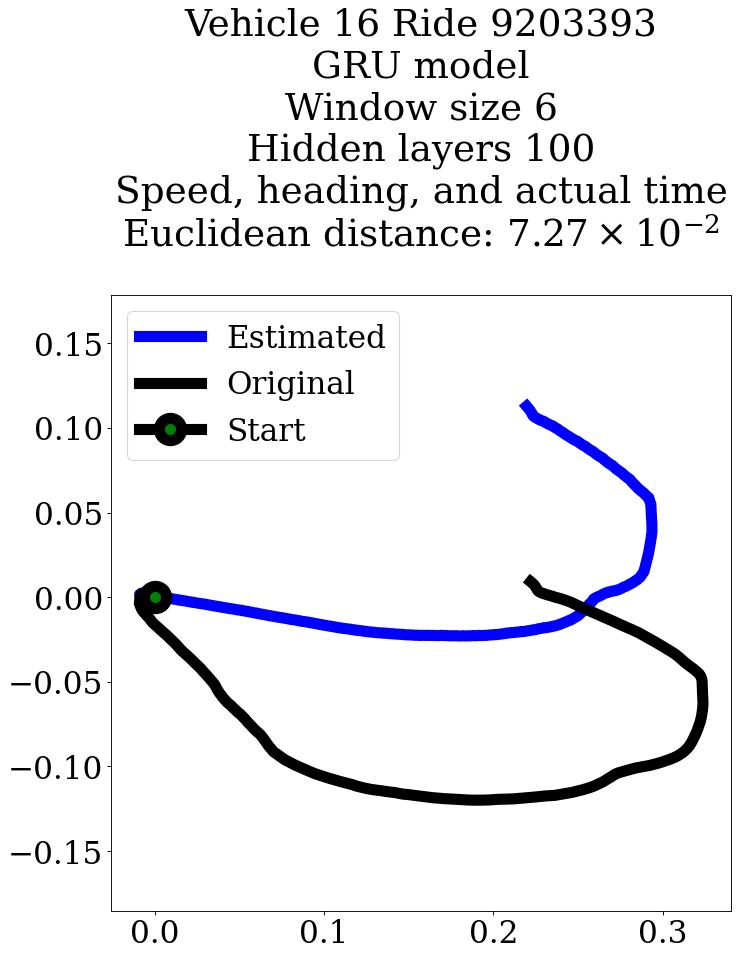 Vehicle 16 Ride 9203393
GRU model
Window size 6
Hidden layers 100
Speed, heading, and actual time
Euclidean distance: 7.27 × 10⁻²
Estimated
Original
Start
0.15
0.10
0.05
0.00
−0.05
−0.10
−0.15
0.0 0.1 0.2 0.3